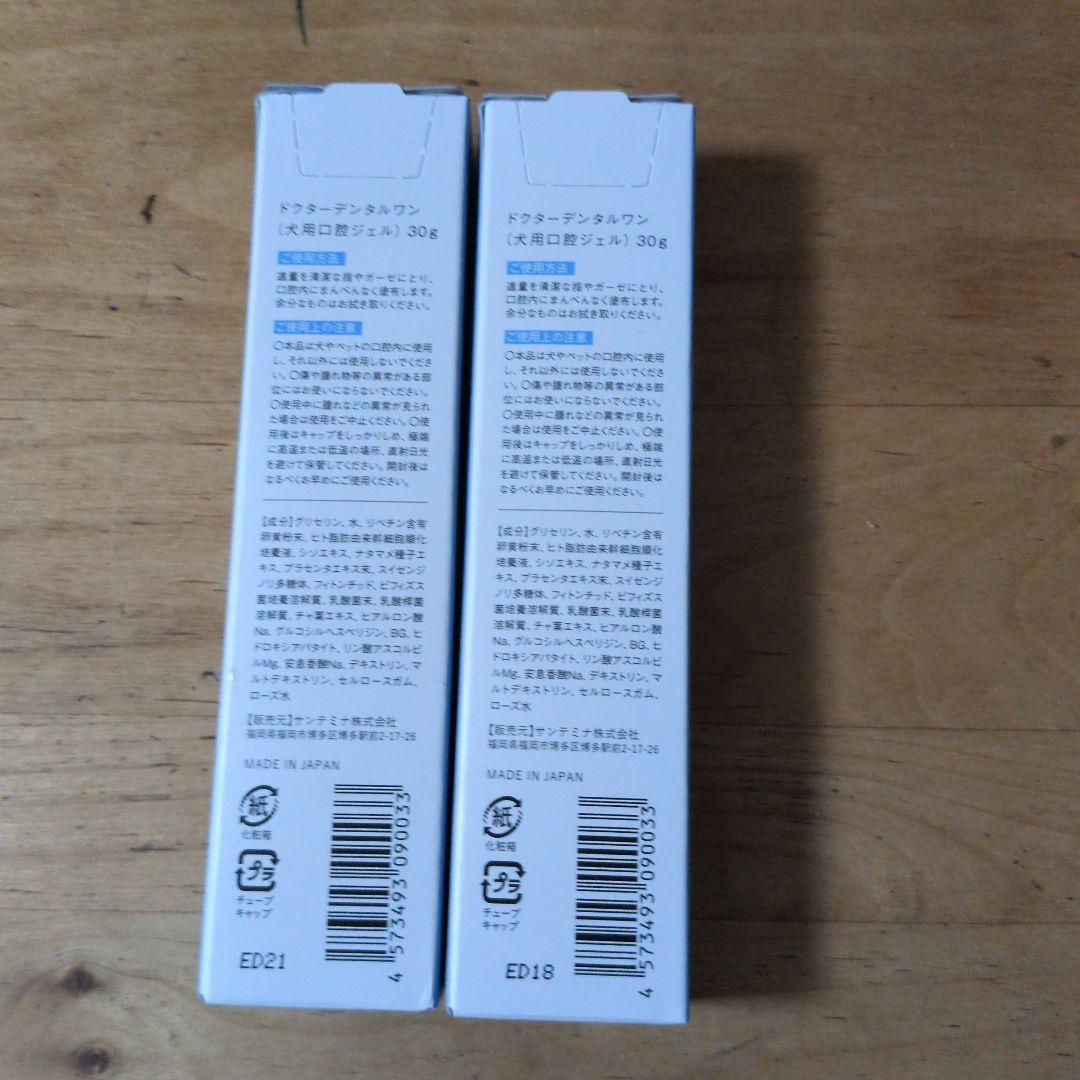 ドクターデンタルワン
(犬用口腔ジェル) 30g
ご使用方法
適量を清潔な指やガーゼにとり、
口腔内にまんべんなく塗布します。
余分なものはお拭き取りください。
ご使用上の注意
〇本品は犬やペットの口腔内に使用
し、それ以外には使用しないでくださ
い。〇傷や腫れ物等の異常がある部
位にはお使いにならないでください。
〇使用中に腫れなどの異常が見られ
た場合は使用をご中止ください。〇使
用後はキャップをしっかりしめ、極端
に高温または低温の場所、直射日光
を避けて保管してください。開封後は
なるべくお早めにご使用ください。
【成分】グリセリン、水、リベチン含有
卵黄粉末、ヒト脂肪由来幹細胞順化
培養液、シソエキス、ナタマメ種子エ
キス、プラセンタエキス末、スイゼンジ
ノリ多糖体、フィトンチッド、ビフィズス
菌培養溶解質、乳酸菌末、乳酸桿菌
溶解質、チャ葉エキス、ヒアルロン酸
Na、グルコシルヘスペリジン、BG、ヒ
ドロキシアパタイト、リン酸アスコルビ
ルMg、安息香酸Na、デキストリン、マ
ルトデキストリン、セルロースガム、
ローズ水
【販売元】サンテミナ株式会社
福岡県福岡市博多区博多駅前2-17-26
MADE IN JAPAN
紙
化粧箱
プラ
チューブ
キャップ
ED21
4573493090033
ドクターデンタルワン
(犬用口腔ジェル) 30g
ご使用方法
適量を清潔な指やガーゼにとり、
口腔内にまんべんなく塗布します。
余分なものはお拭き取りください。
ご使用上の注意
〇本品は犬やペットの口腔内に使用
し、それ以外には使用しないでくださ
い。〇傷や腫れ物等の異常がある部
位にはお使いにならないでください。
〇使用中に腫れなどの異常が見られ
た場合は使用をご中止ください。〇使
用後はキャップをしっかりしめ、極端
に高温または低温の場所、直射日光
を避けて保管してください。開封後は
なるべくお早めにご使用ください。
【成分】グリセリン、水、リベチン含有
卵黄粉末、ヒト脂肪由来幹細胞順化
培養液、シソエキス、ナタマメ種子エ
キス、プラセンタエキス末、スイゼンジ
ノリ多糖体、フィトンチッド、ビフィズス
菌培養溶解質、乳酸菌末、乳酸桿菌
溶解質、チャ葉エキス、ヒアルロン酸
Na、グルコシルヘスペリジン、BG、ヒ
ドロキシアパタイト、リン酸アスコルビ
ルMg、安息香酸Na、デキストリン、マ
ルトデキストリン、セルロースガム、
ローズ水
【販売元】サンテミナ株式会社
福岡県福岡市博多区博多駅前2-17-26
MADE IN JAPAN
紙
化粧箱
プラ
チューブ
キャップ
ED18
4573493090033